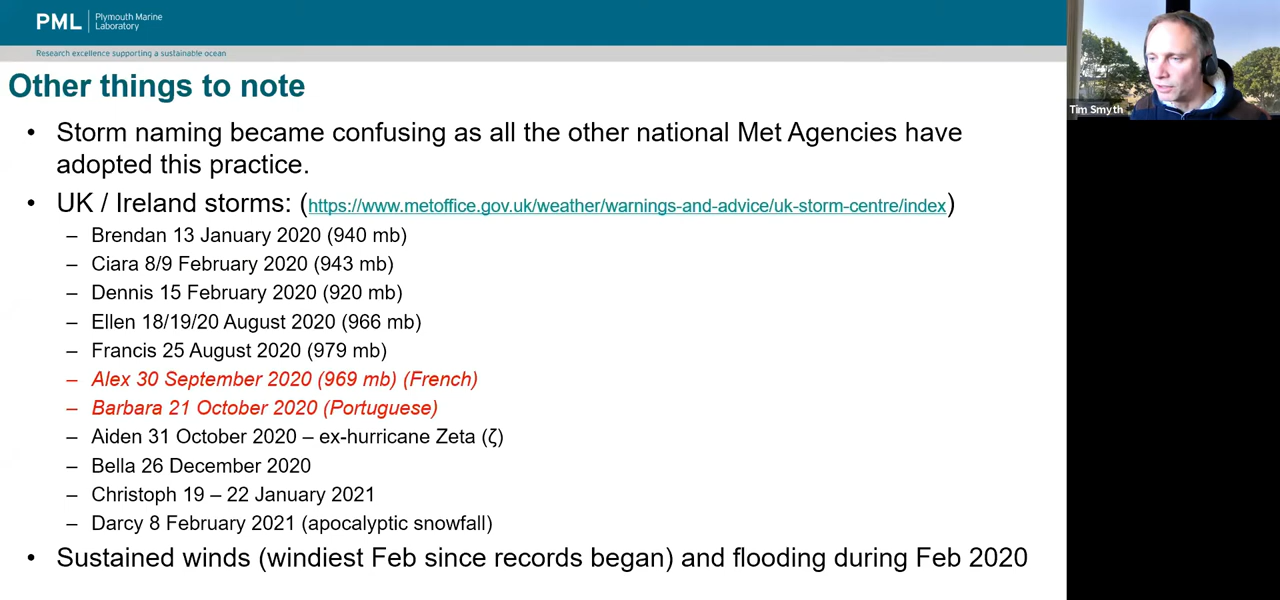 PML | Plymouth Marine
Laboratory
Research excellence supporting a sustainable ocean
Tim Smyth
Other things to note
• Storm naming became confusing as all the other national Met Agencies have
adopted this practice.
• UK / Ireland storms: (https://www.metoffice.gov.uk/weather/warnings-and-advice/uk-storm-centre/index)
– Brendan 13 January 2020 (940 mb)
– Ciara 8/9 February 2020 (943 mb)
– Dennis 15 February 2020 (920 mb)
– Ellen 18/19/20 August 2020 (966 mb)
– Francis 25 August 2020 (979 mb)
– Alex 30 September 2020 (969 mb) (French)
– Barbara 21 October 2020 (Portuguese)
– Aiden 31 October 2020 – ex-hurricane Zeta (ζ)
– Bella 26 December 2020
– Christoph 19 – 22 January 2021
– Darcy 8 February 2021 (apocalyptic snowfall)
• Sustained winds (windiest Feb since records began) and flooding during Feb 2020